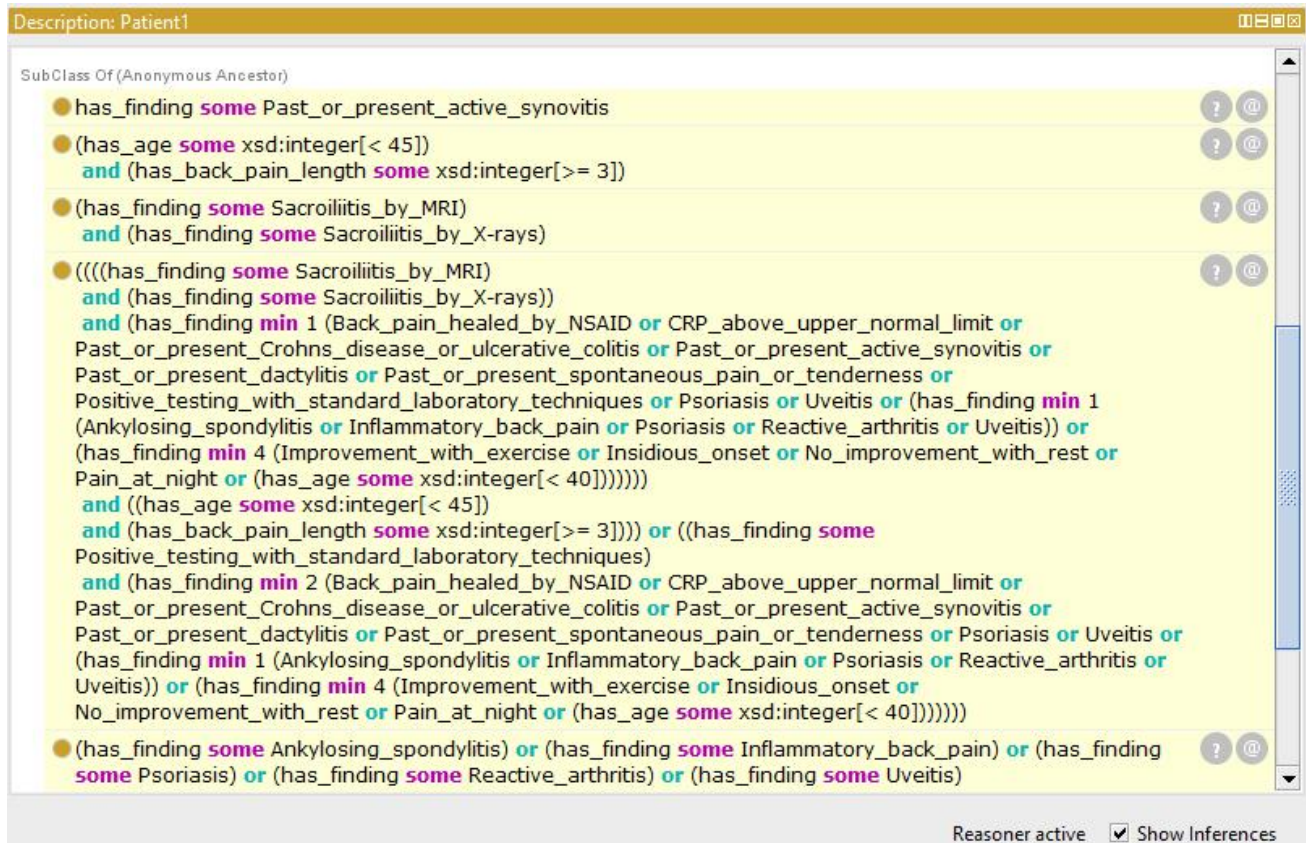 Description: Patient1
SubClass Of (Anonymous Ancestor)
has_finding some Past_or_present_active_synovitis
? @
(has_age some xsd:integer[< 45])
? @
and (has_back_pain_length some xsd:integer[>= 3])
(has_finding some Sacroiliitis_by_MRI)
? @
and (has_finding some Sacroiliitis_by_X-rays)
((((has_finding some Sacroiliitis_by_MRI)
? @
and (has_finding some Sacroiliitis_by_X-rays))
and (has_finding min 1 (Back_pain_healed_by_NSAID or CRP_above_upper_normal_limit or
Past_or_present_Crohns_disease_or_ulcerative_colitis or Past_or_present_active_synovitis or
Past_or_present_dactylitis or Past_or_present_spontaneous_pain_or_tenderness or
Positive_testing_with_standard_laboratory_techniques or Psoriasis or Uveitis or (has_finding min 1
(Ankylosing_spondylitis or Inflammatory_back_pain or Psoriasis or Reactive_arthritis or Uveitis)) or
(has_finding min 4 (Improvement_with_exercise or Insidious_onset or No_improvement_with_rest or
Pain_at_night or (has_age some xsd:integer[< 40])))))))
and ((has_age some xsd:integer[< 45])
and (has_back_pain_length some xsd:integer[>= 3]))) or ((has_finding some
Positive_testing_with_standard_laboratory_techniques)
and (has_finding min 2 (Back_pain_healed_by_NSAID or CRP_above_upper_normal_limit or
Past_or_present_Crohns_disease_or_ulcerative_colitis or Past_or_present_active_synovitis or
Past_or_present_dactylitis or Past_or_present_spontaneous_pain_or_tenderness or Psoriasis or Uveitis or
(has_finding min 1 (Ankylosing_spondylitis or Inflammatory_back_pain or Psoriasis or Reactive_arthritis or
Uveitis)) or (has_finding min 4 (Improvement_with_exercise or Insidious_onset or
No_improvement_with_rest or Pain_at_night or (has_age some xsd:integer[< 40]))))))
(has_finding some Ankylosing_spondylitis) or (has_finding some Inflammatory_back_pain) or (has_finding
? @
some Psoriasis) or (has_finding some Reactive_arthritis) or (has_finding some Uveitis)
Reasoner active Show Inferences